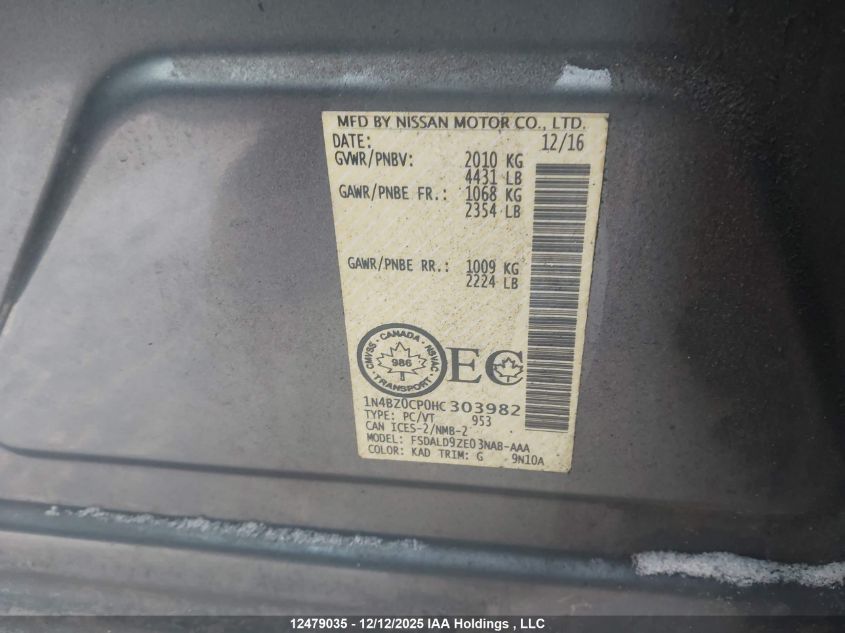 MFD BY NISSAN MOTOR CO., LTD.
DATE: 12/16
GVWR/PNBV: 2010 KG
4431 LB
GAWR/PNBE FR.: 1068 KG
2354 LB
GAWR/PNBE RR.: 1009 KG
2224 LB
CMVSS - CANADA - NSVAC
986
TRANSPORT
EC
1N4BZ0CP0HC303982
TYPE: PC/VT 953
CAN ICES-2/NMB-2
MODEL: FSDALD9ZE03NAB-AAA
COLOR: KAD TRIM: G 9N10A
12479035 - 12/12/2025 IAA Holdings , LLC